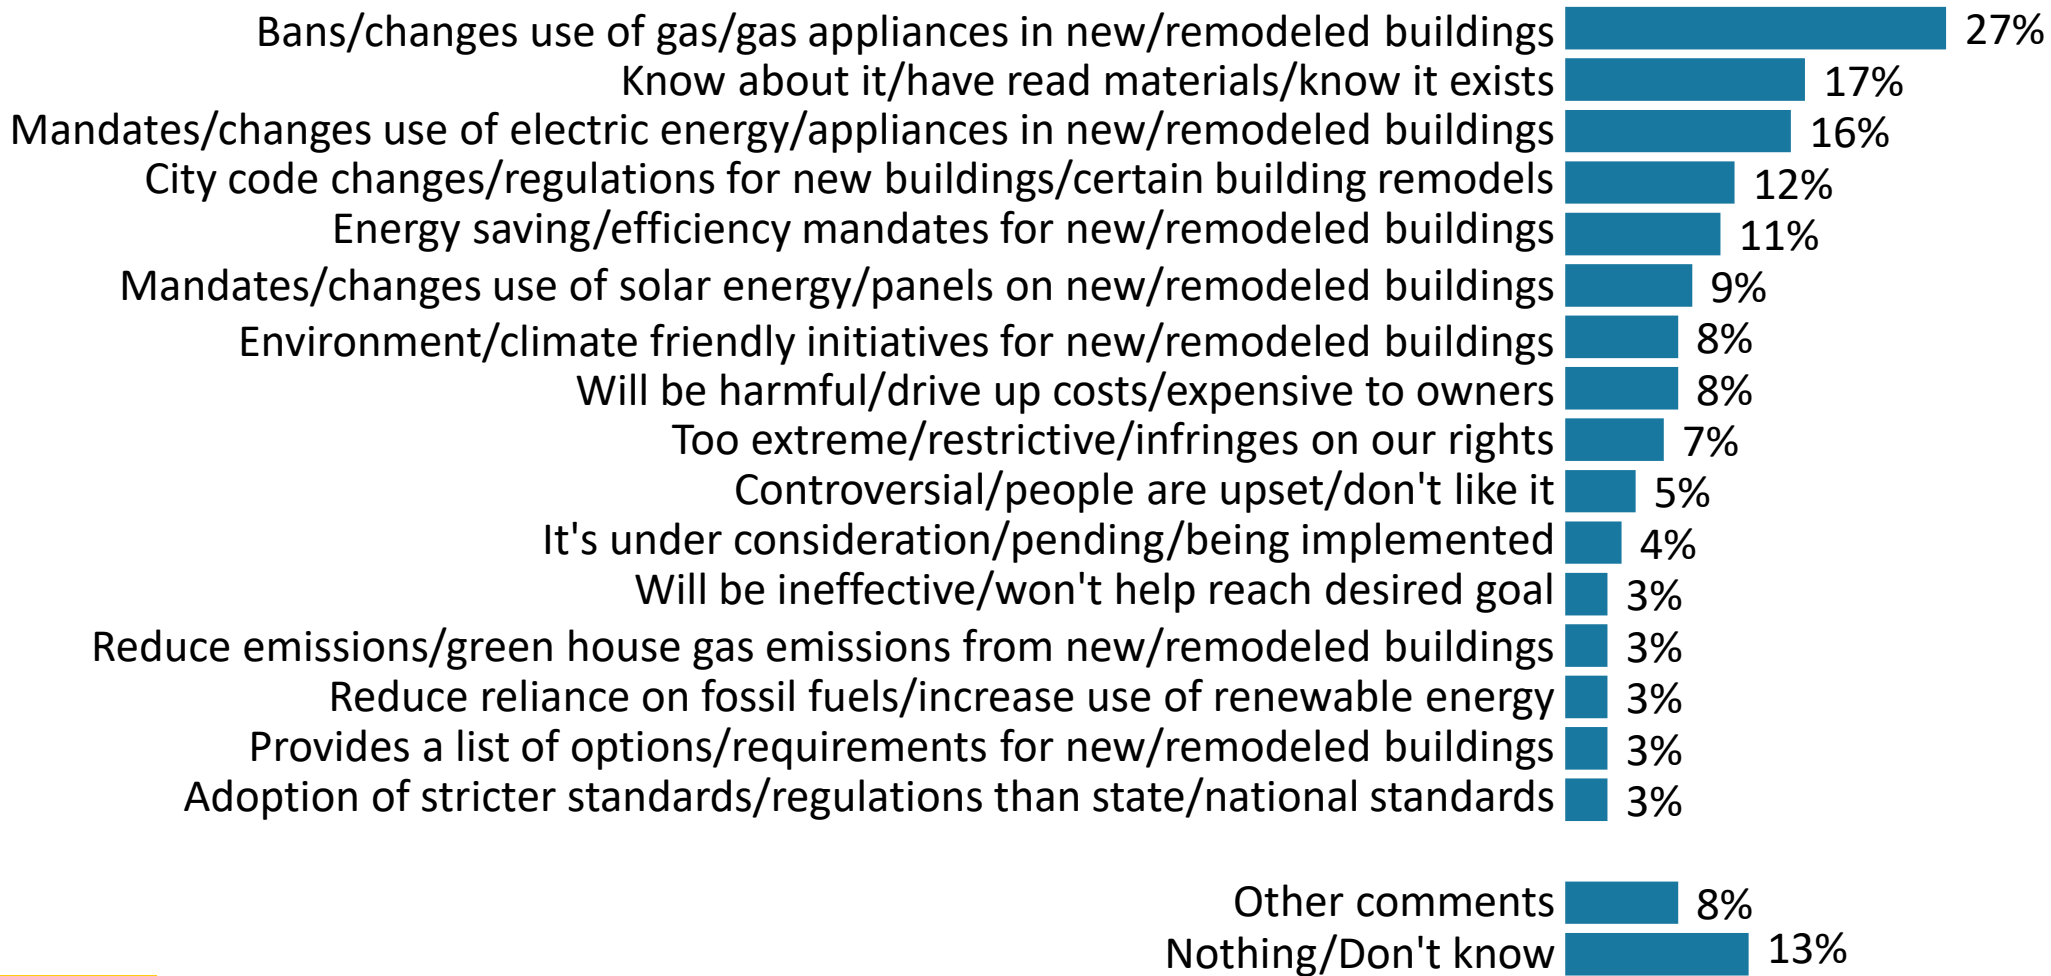 Bans/changes use of gas/gas appliances in new/remodeled buildings 27%
Know about it/have read materials/know it exists 17%
Mandates/changes use of electric energy/appliances in new/remodeled buildings 16%
City code changes/regulations for new buildings/certain building remodels 12%
Energy saving/efficiency mandates for new/remodeled buildings 11%
Mandates/changes use of solar energy/panels on new/remodeled buildings 9%
Environment/climate friendly initiatives for new/remodeled buildings 8%
Will be harmful/drive up costs/expensive to owners 8%
Too extreme/restrictive/infringes on our rights 7%
Controversial/people are upset/don't like it 5%
It's under consideration/pending/being implemented 4%
Will be ineffective/won't help reach desired goal 3%
Reduce emissions/green house gas emissions from new/remodeled buildings 3%
Reduce reliance on fossil fuels/increase use of renewable energy 3%
Provides a list of options/requirements for new/remodeled buildings 3%
Adoption of stricter standards/regulations than state/national standards 3%
Other comments 8%
Nothing/Don't know 13%